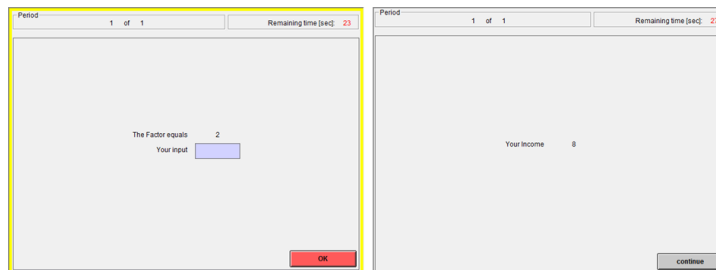 Period
1 of 1
Remaining time [sec]: 23
The Factor equals 2
Your input
OK
Period
1 of 1
Remaining time [sec]:
Your Income 8
continue